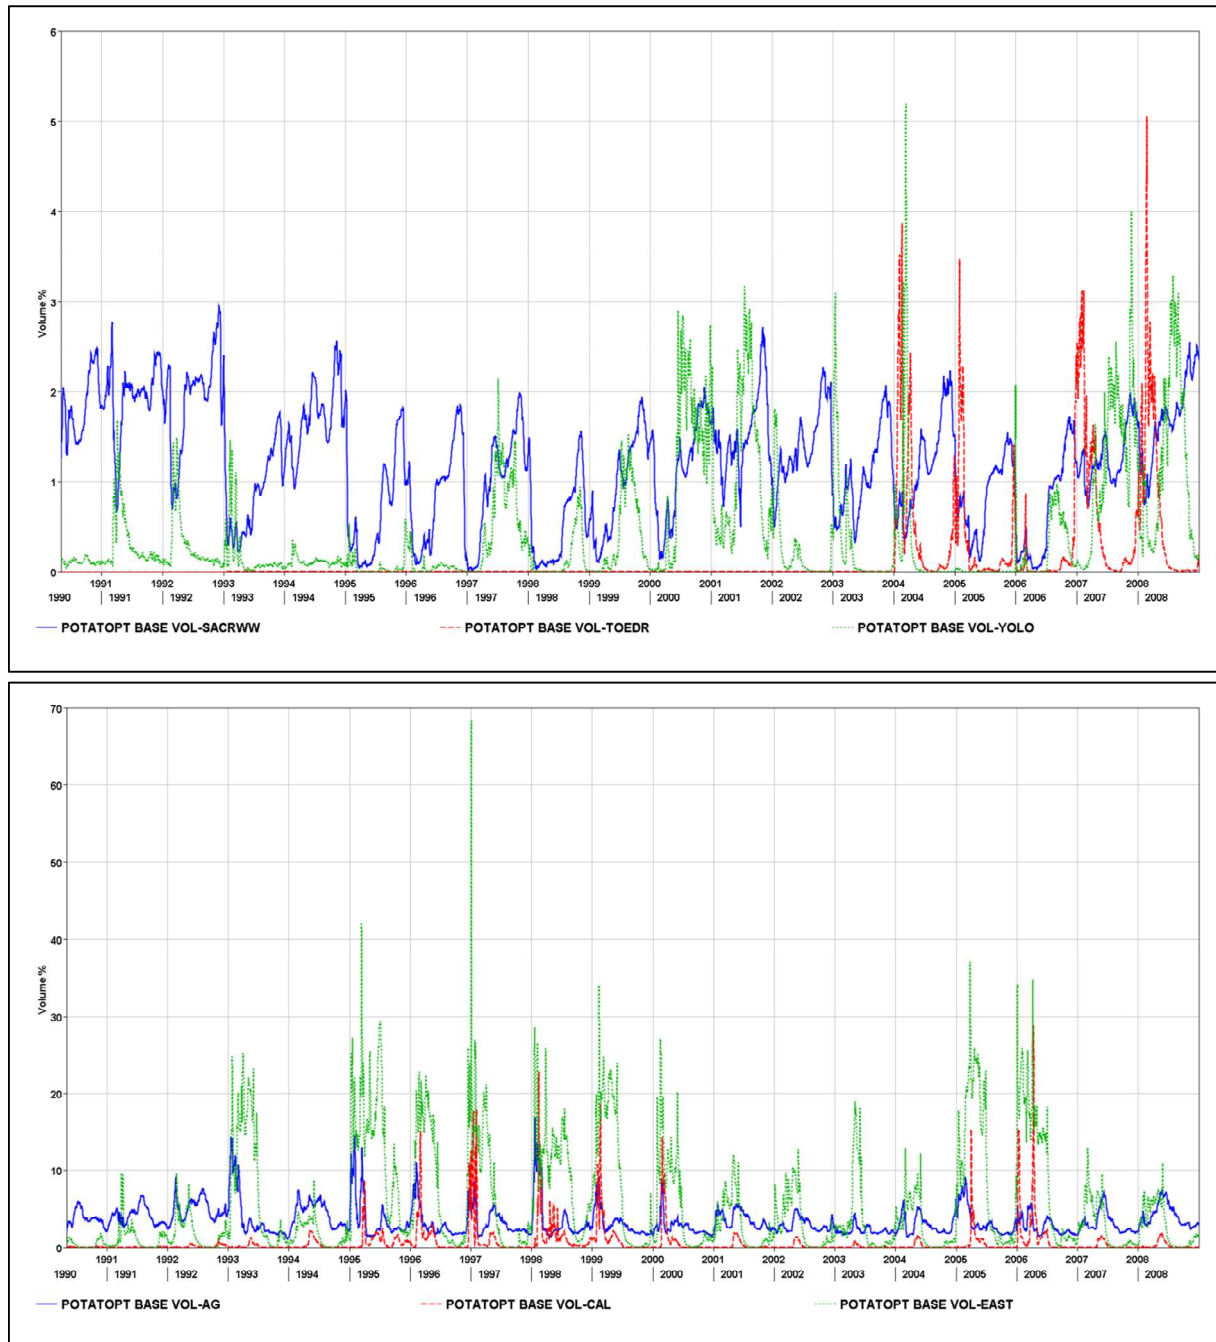 6
5
4
3
2
1
0
Volume %
1991 1992 1993 1994 1995 1996 1997 1998 1999 2000 2001 2002 2003 2004 2005 2006 2007 2008
1990 1991 1992 1993 1994 1995 1996 1997 1998 1999 2000 2001 2002 2003 2004 2005 2006 2007 2008
POTATOPT BASE VOL-SACRWW POTATOPT BASE VOL-TOEDR POTATOPT BASE VOL-YOLO
70
60
50
40
30
20
10
0
Volume %
1991 1992 1993 1994 1995 1996 1997 1998 1999 2000 2001 2002 2003 2004 2005 2006 2007 2008
1990 1991 1992 1993 1994 1995 1996 1997 1998 1999 2000 2001 2002 2003 2004 2005 2006 2007 2008
POTATOPT BASE VOL-AG POTATOPT BASE VOL-CAL POTATOPT BASE VOL-EAST